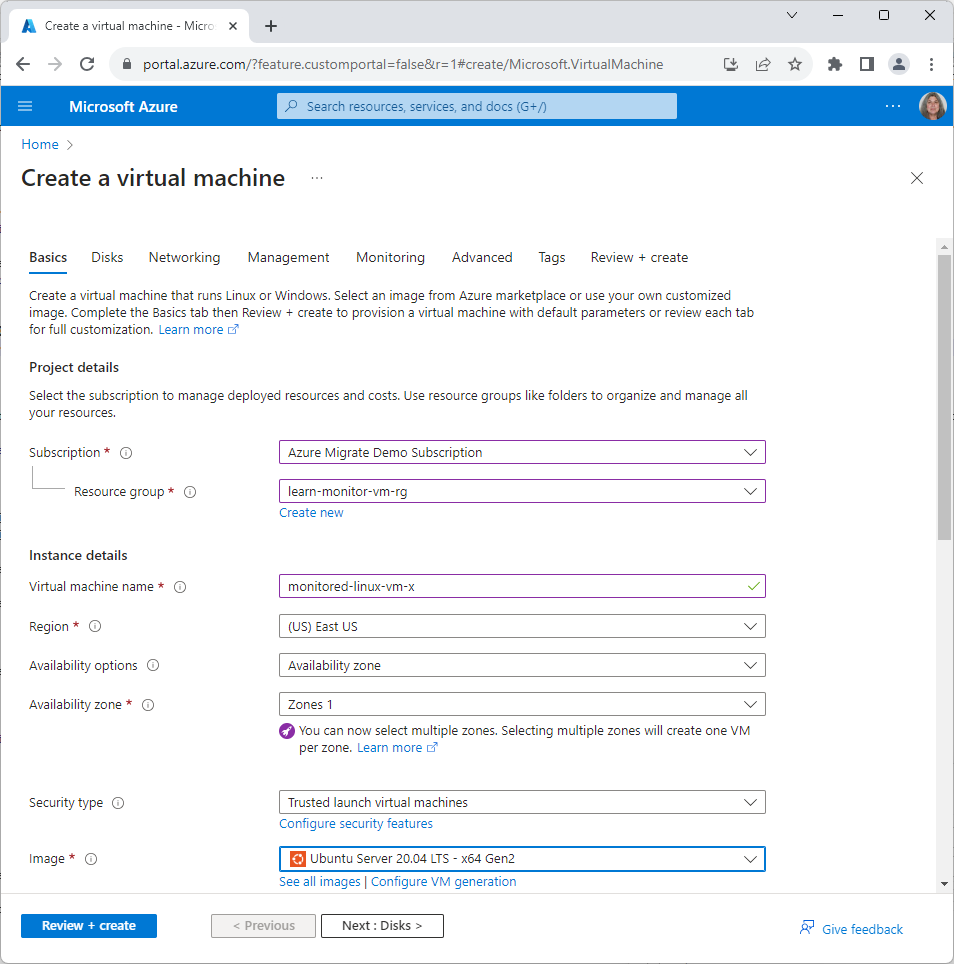 Create a virtual machine - Micro
portal.azure.com/?feature.customportal=false&r=1#create/Microsoft.VirtualMachine
Microsoft Azure
Search resources, services, and docs (G+/)
Home
Create a virtual machine
Basics Disks Networking Management Monitoring Advanced Tags Review + create
Create a virtual machine that runs Linux or Windows. Select an image from Azure marketplace or use your own customized
image. Complete the Basics tab then Review + create to provision a virtual machine with default parameters or review each tab
for full customization. Learn more
Project details
Select the subscription to manage deployed resources and costs. Use resource groups like folders to organize and manage all
your resources.
Subscription * Azure Migrate Demo Subscription
Resource group * learn-monitor-vm-rg
Create new
Instance details
Virtual machine name * monitored-linux-vm-x
Region * (US) East US
Availability options Availability zone
Availability zone * Zones 1
You can now select multiple zones. Selecting multiple zones will create one VM
per zone. Learn more
Security type Trusted launch virtual machines
Configure security features
Image * Ubuntu Server 20.04 LTS - x64 Gen2
See all images | Configure VM generation
Review + create < Previous Next : Disks > Give feedback